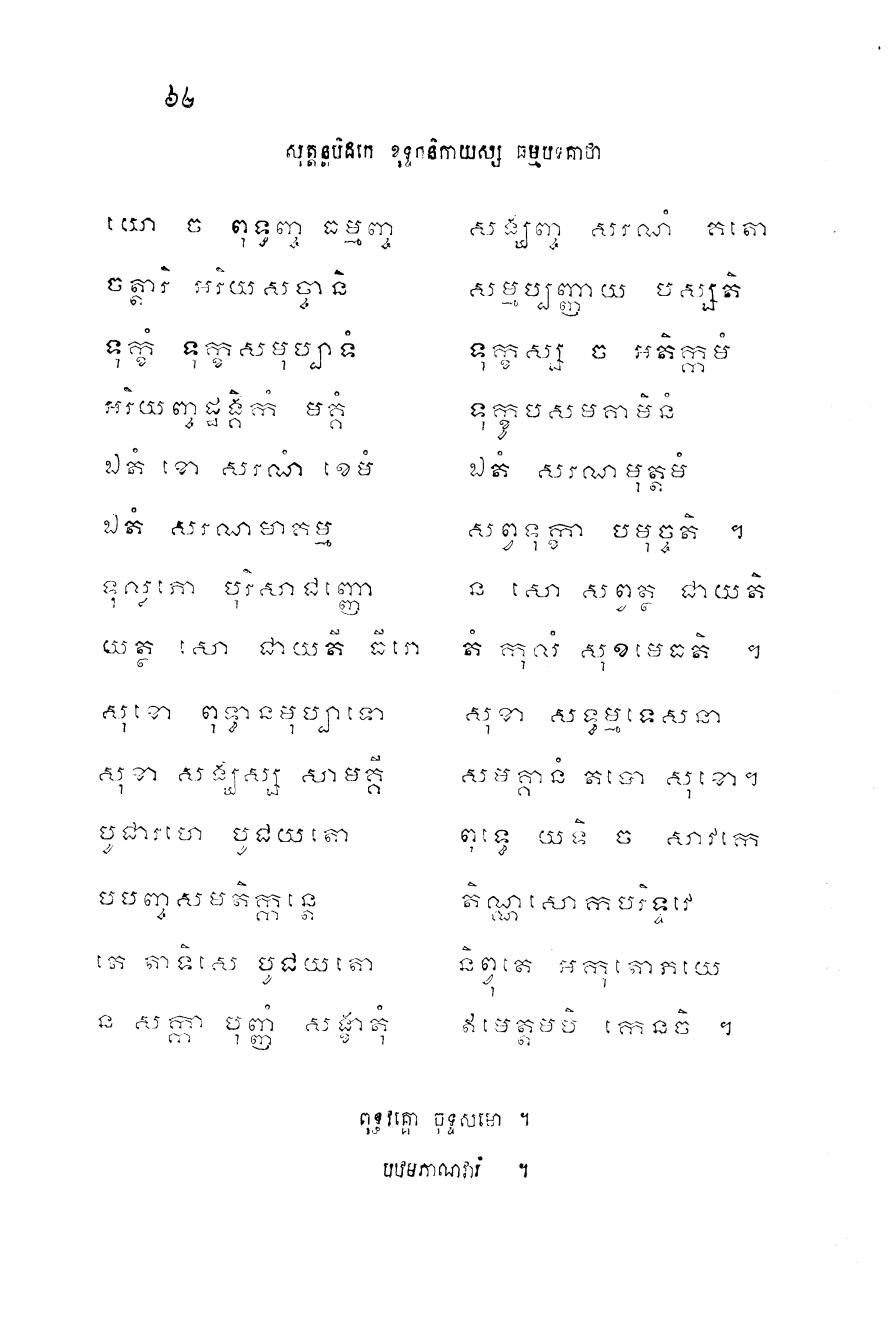 ៦៤
សុត្តន្តបិដកេ ខុទ្ទកនិកាយស្ស ធម្មបទគាថា
យោ ច ពុទ្ធញ្ច ធម្មញ្ច សង្ឃញ្ច សរណំ គតោ
ចត្តារិ អរិយសច្ចានិ សម្មប្បញ្ញាយ បស្សតិ
ទុក្ខំ ទុក្ខសមុប្បាទំ ទុក្ខស្ស ច អតិក្កមំ
អរិយញ្ចដ្ឋង្គិកំ មគ្គំ ទុក្ខូបសមគាមិនំ
ឯតំ ខោ សរណំ ខេមំ ឯតំ សរណមុត្តមំ
ឯតំ សរណមាគម្ម សព្វទុក្ខា បមុច្ចតិ ។
ទុល្លភោ បុរិសាជញ្ញោ ន សោ សព្វត្ថ ជាយតិ
យត្ថ សោ ជាយតី ធីរោ តំ កុលំ សុខមេធតិ ។
សុខោ ពុទ្ធានមុប្បាទោ សុខា សទ្ធម្មទេសនា
សុខា សង្ឃស្ស សាមគ្គី សមគ្គានំ តបោ សុខោ។
បូជារហេ បូជយតោ ពុទ្ធេ យទិ ច សាវកេ
បបញ្ចសមតិក្កន្តេ តិណ្ណសោកបរិទ្ទវេ
តេ តាទិសេ បូជយតោ និព្វុតេ អកុតោភយេ
ន សក្កា បុញ្ញំ សង្ខាតុំ ឥមេត្តមបិ កេនចិ ។
ពុទ្ធវគ្គោ ចុទ្ទសមោ ។
បឋមភាណវារំ ។